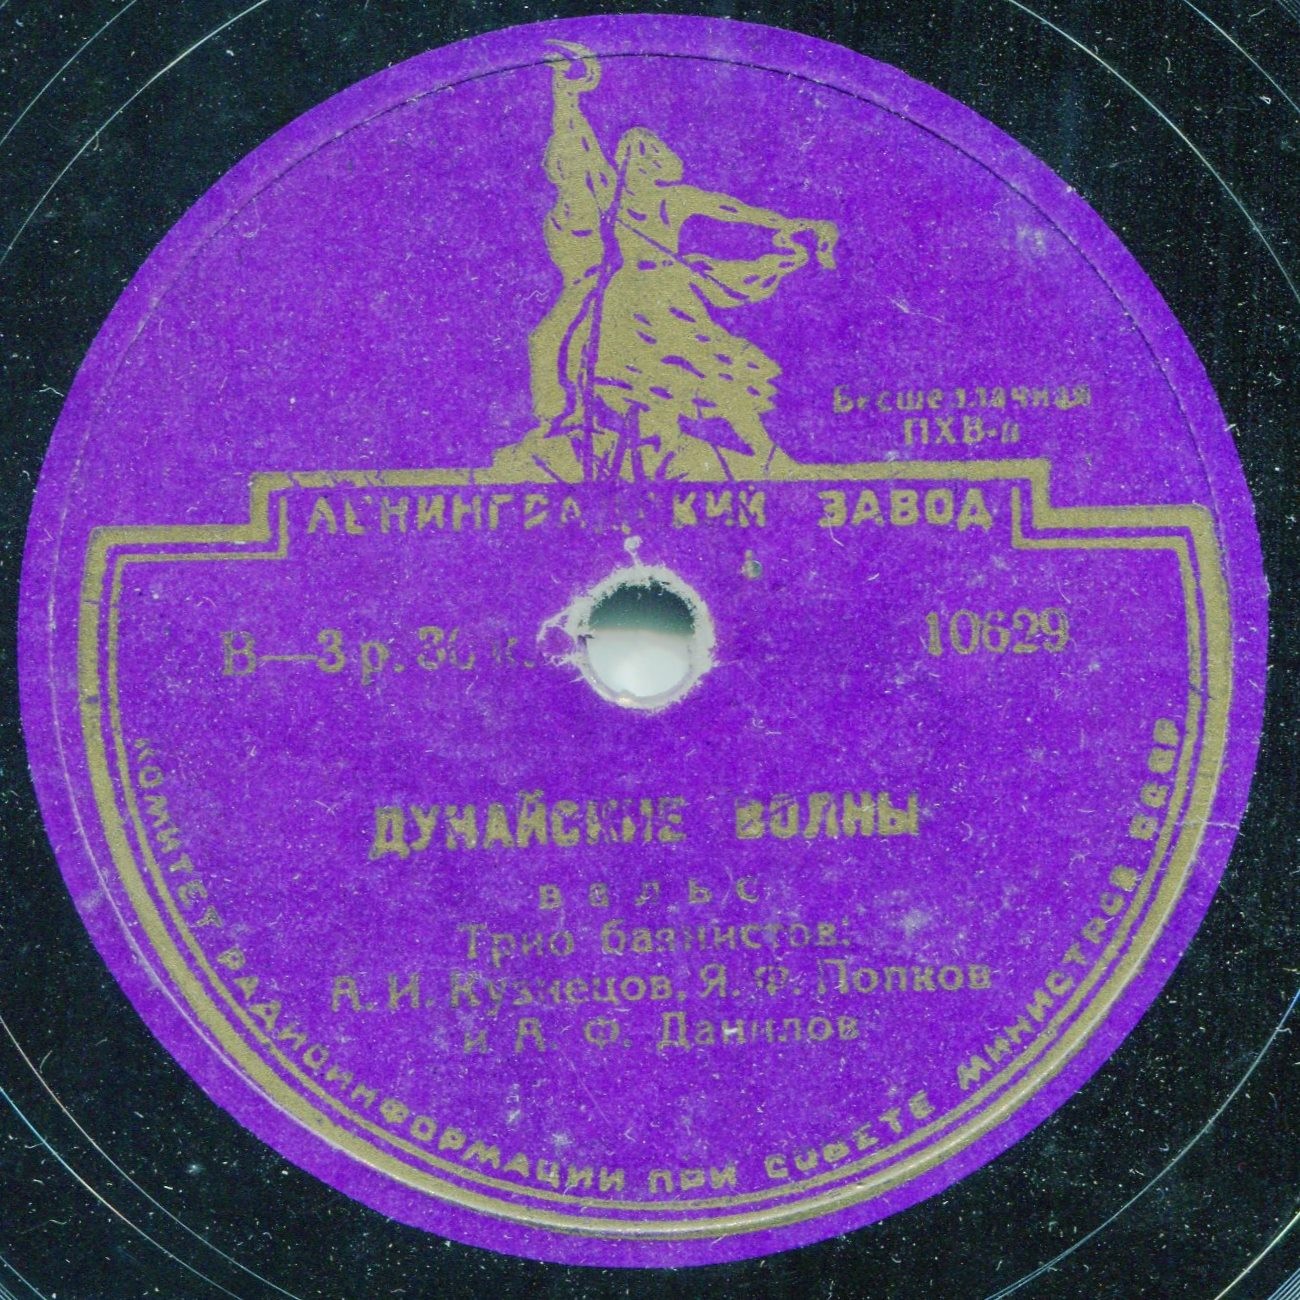 Бесшеллачная
ПХВ-п
ЛЕНИНГРАДСКИЙ ЗАВОД
В—3 р. 36 к.
10629
ДУНАЙСКИЕ ВОЛНЫ
вальс
Трио баянистов:
А. И. Кузнецов, Я. Ф. Попков
и А. Ф. Данилов
КОМИТЕТ РАДИОИНФОРМАЦИИ ПРИ СОВЕТЕ МИНИСТРОВ СССР